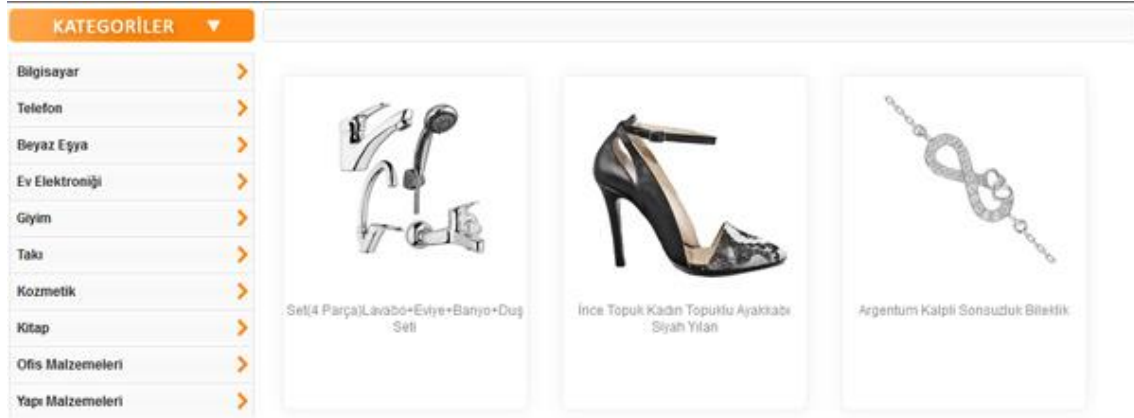 KATEGORİLER
Bilgisayar
Telefon
Beyaz Eşya
Ev Elektroniği
Giyim
Takı
Kozmetik
Kitap
Ofis Malzemeleri
Yapı Malzemeleri
Set(4 Parça)Lavabo+Eviye+Banyo+Duş
Seti
İnce Topuk Kadın Topuklu Ayakkabı
Siyah Yılan
Argentum Kalpli Sonsuzluk Bileklik